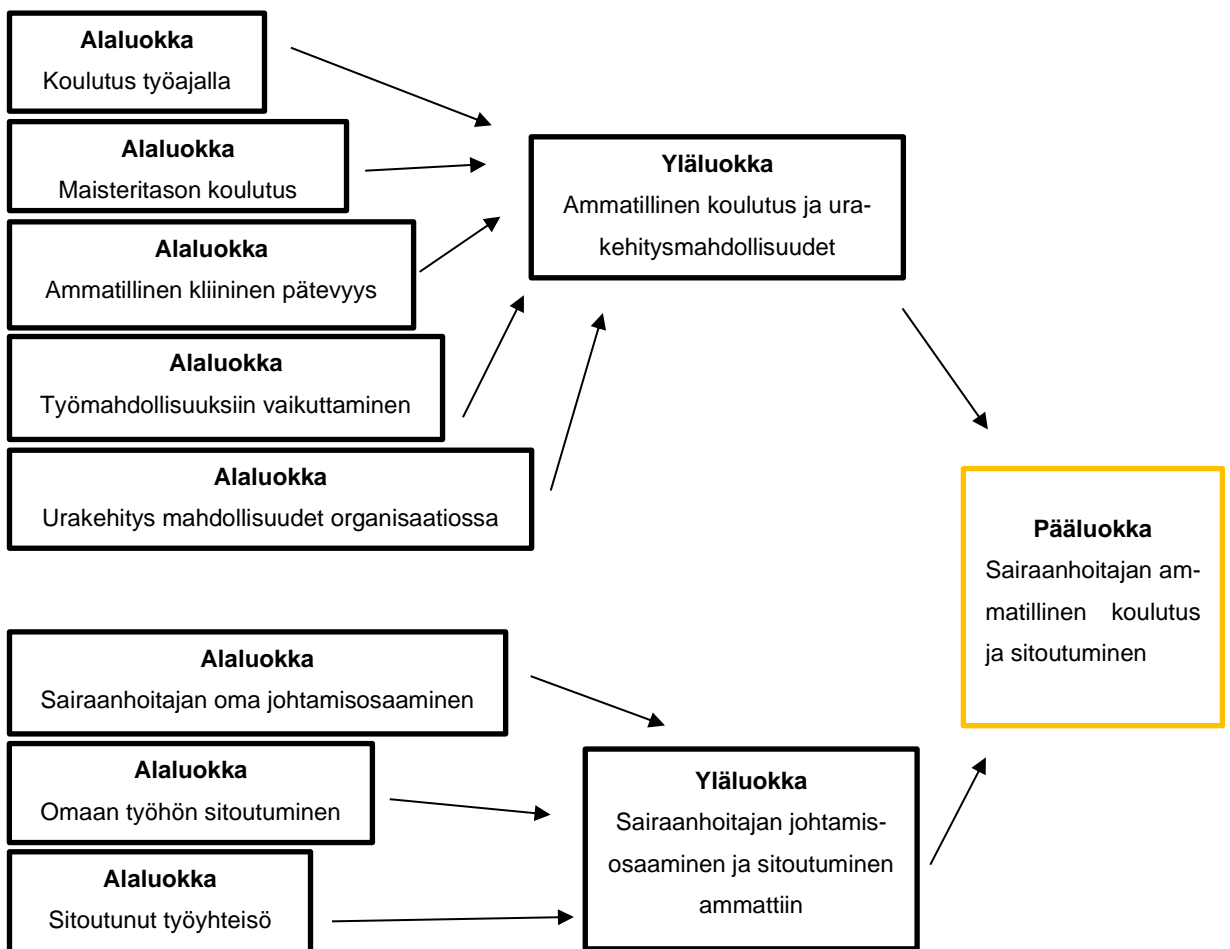 Alaluokka
Koulutus työajalla
Alaluokka
Maisteritason koulutus
Alaluokka
Ammatillinen kliininen pätevyys
Alaluokka
Työmahdollisuuksiin vaikuttaminen
Alaluokka
Urakehitys mahdollisuudet organisaatiossa
Yläluokka
Ammatillinen koulutus ja ura-
kehitysmahdollisuudet
Alaluokka
Sairaanhoitajan oma johtamisosaaminen
Alaluokka
Omaan työhön sitoutuminen
Alaluokka
Sitoutunut työyhteisö
Yläluokka
Sairaanhoitajan johtamis-
osaaminen ja sitoutuminen
ammattiin
Pääluokka
Sairaanhoitajan am-
matillinen koulutus
ja sitoutuminen